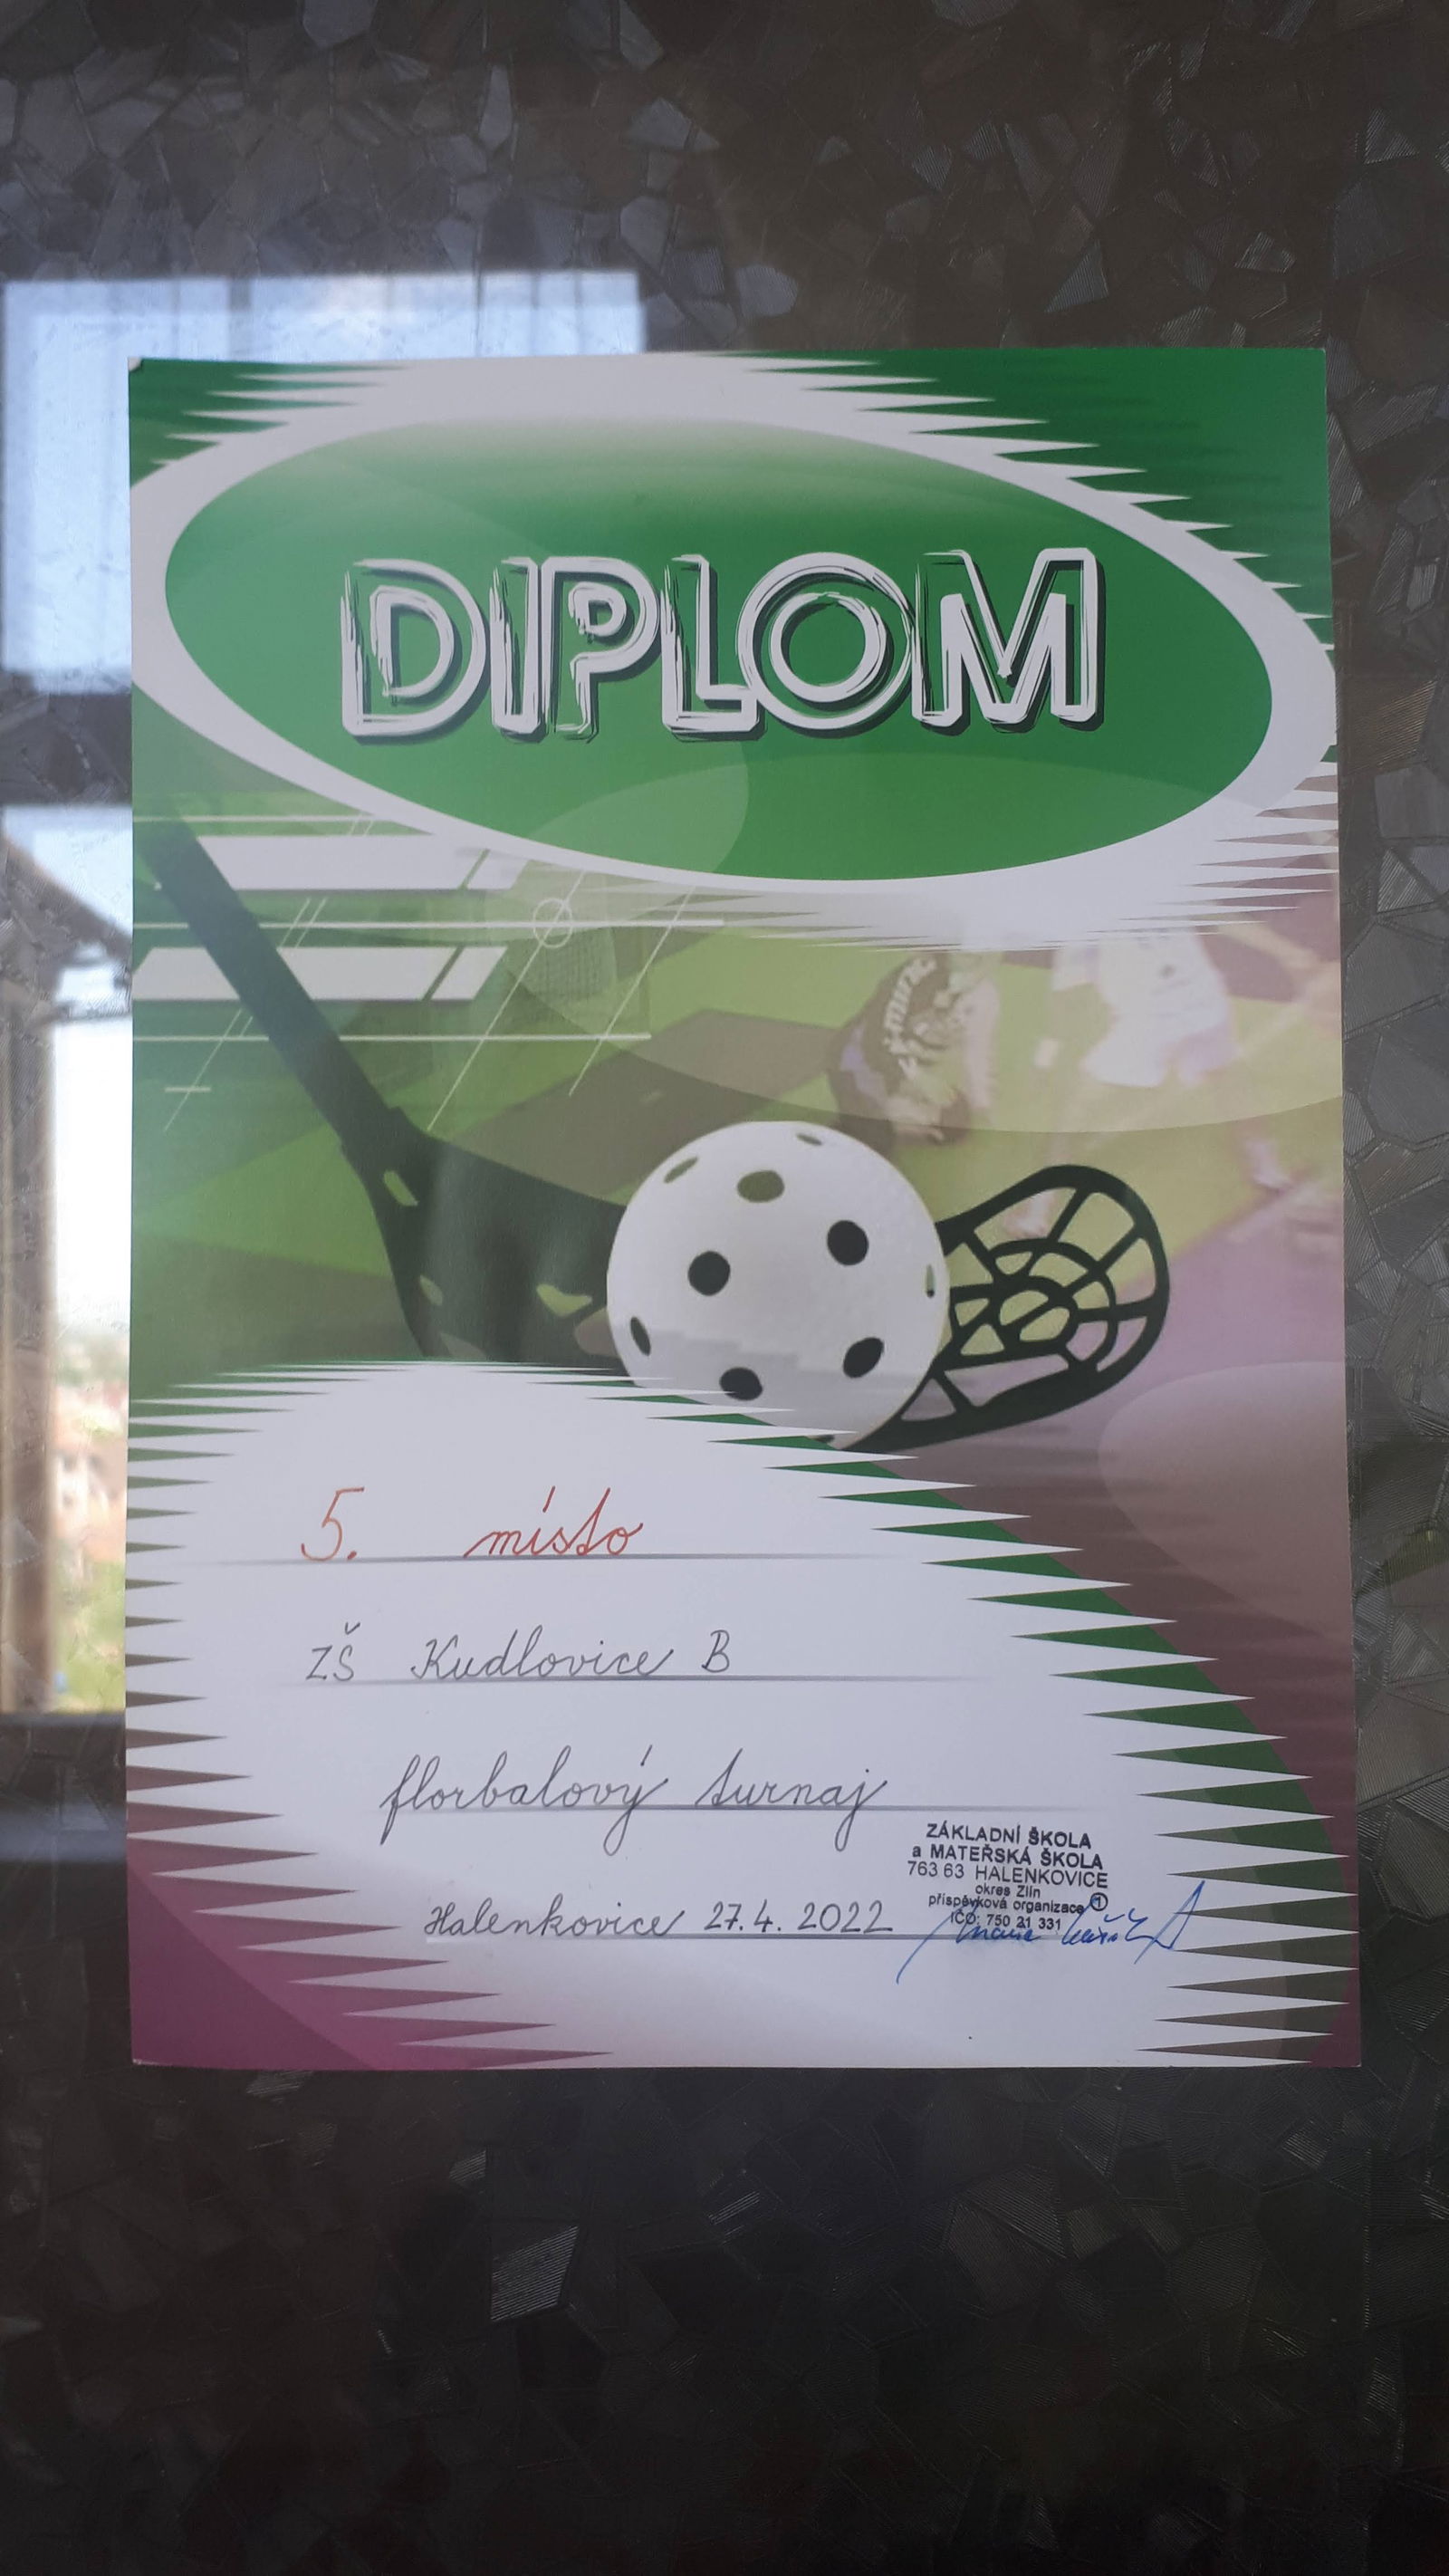 DIPLOM
5. místo
ZŠ Kudlovice B
florbalový turnaj
ZÁKLADNÍ ŠKOLA
a MATEŘSKÁ ŠKOLA
763 63 HALENKOVICE
okres Zlín
příspěvková organizace 1
IČO: 750 21 331
Halenkovice 27.4. 2022